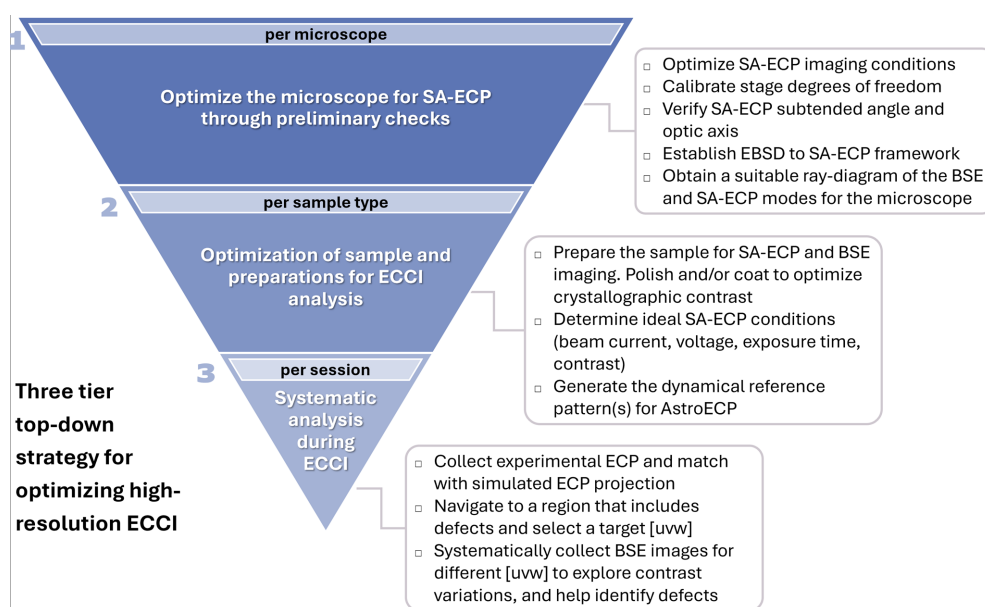 1
per microscope
Optimize the microscope for SA-ECP
through preliminary checks
□ Optimize SA-ECP imaging conditions
□ Calibrate stage degrees of freedom
□ Verify SA-ECP subtended angle and
optic axis
□ Establish EBSD to SA-ECP framework
□ Obtain a suitable ray-diagram of the BSE
and SA-ECP modes for the microscope
2
per sample type
Optimization of sample and
preparations for ECCI
analysis
□ Prepare the sample for SA-ECP and BSE
imaging. Polish and/or coat to optimize
crystallographic contrast
□ Determine ideal SA-ECP conditions
(beam current, voltage, exposure time,
contrast)
□ Generate the dynamical reference
pattern(s) for AstroECP
3
per session
Systematic
analysis
during
ECCI
□ Collect experimental ECP and match
with simulated ECP projection
□ Navigate to a region that includes
defects and select a target [uvw]
□ Systematically collect BSE images for
different [uvw] to explore contrast
variations, and help identify defects
Three tier
top-down
strategy for
optimizing high-
resolution ECCI